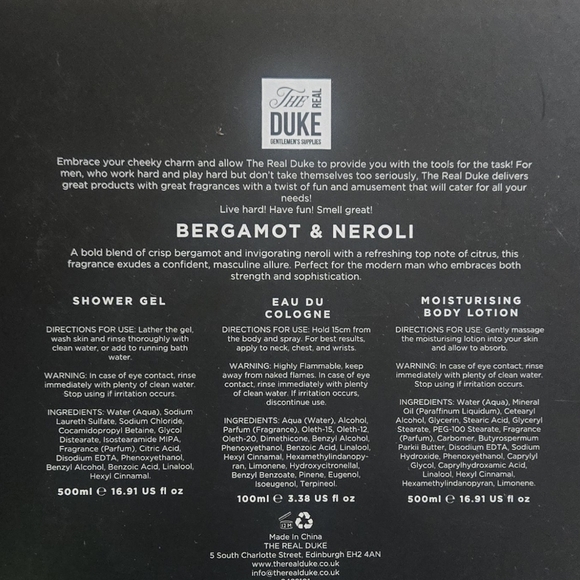 THE REAL
DUKE
GENTLEMEN'S SUPPLIES
Embrace your cheeky charm and allow The Real Duke to provide you with the tools for the task! For
men, who work hard and play hard but don't take themselves too seriously, The Real Duke delivers
great products with great fragrances with a twist of fun and amusement that will cater for all your
needs!
Live hard! Have fun! Smell great!
BERGAMOT & NEROLI
A bold blend of crisp bergamot and invigorating neroli with a refreshing top note of citrus, this
fragrance exudes a confident, masculine allure. Perfect for the modern man who embraces both
strength and sophistication.
SHOWER GEL
DIRECTIONS FOR USE: Lather the gel,
wash skin and rinse thoroughly with
clean water, or add to running bath
water.
WARNING: In case of eye contact, rinse
immediately with plenty of clean water.
Stop using if irritation occurs.
INGREDIENTS: Water (Aqua), Sodium
Laureth Sulfate, Sodium Chloride,
Cocamidopropyl Betaine, Glycol
Distearate, Isostearamide MIPA,
Fragrance (Parfum), Citric Acid,
Disodium EDTA, Phenoxyethanol,
Benzyl Alcohol, Benzoic Acid, Linalool,
Hexyl Cinnamal.
500ml ℮ 16.91 US fl oz
EAU DU
COLOGNE
DIRECTIONS FOR USE: Hold 15cm from
the body and spray. For best results,
apply to neck, chest, and wrists.
WARNING: Highly Flammable, keep
away from naked flames. In case of eye
contact, rinse immediately with plenty
of clean water. If irritation occurs,
discontinue use.
INGREDIENTS: Aqua (Water), Alcohol,
Parfum (Fragrance), Oleth-15, Oleth-12,
Oleth-20, Dimethicone, Benzyl Alcohol,
Phenoxyethanol, Benzoic Acid, Linalool,
Hexyl Cinnamal, Hexamethylindanopy-
ran, Limonene, Hydroxycitronellal,
Benzyl Benzoate, Pinene, Eugenol,
Isoeugenol, Terpineol.
100ml ℮ 3.38 US fl oz
MOISTURISING
BODY LOTION
DIRECTIONS FOR USE: Gently massage
the moisturising lotion into your skin
and allow to absorb.
WARNING: In case of eye contact, rinse
immediately with plenty of clean water.
Stop using if irritation occurs.
INGREDIENTS: Water (Aqua), Mineral
Oil (Paraffinum Liquidum), Cetearyl
Alcohol, Glycerin, Stearic Acid, Glyceryl
Stearate, PEG-100 Stearate, Fragrance
(Parfum), Carbomer, Butyrospermum
Parkii Butter, Disodium EDTA, Sodium
Hydroxide, Phenoxyethanol, Caprylyl
Glycol, Caprylhydroxamic Acid,
Linalool, Hexyl Cinnamal,
Hexamethylindanopyran, Limonene.
500ml ℮ 16.91 US fl oz
12 M
Made In China
THE REAL DUKE
5 South Charlotte Street, Edinburgh EH2 4AN
www.therealduke.co.uk
info@therealduke.co.uk